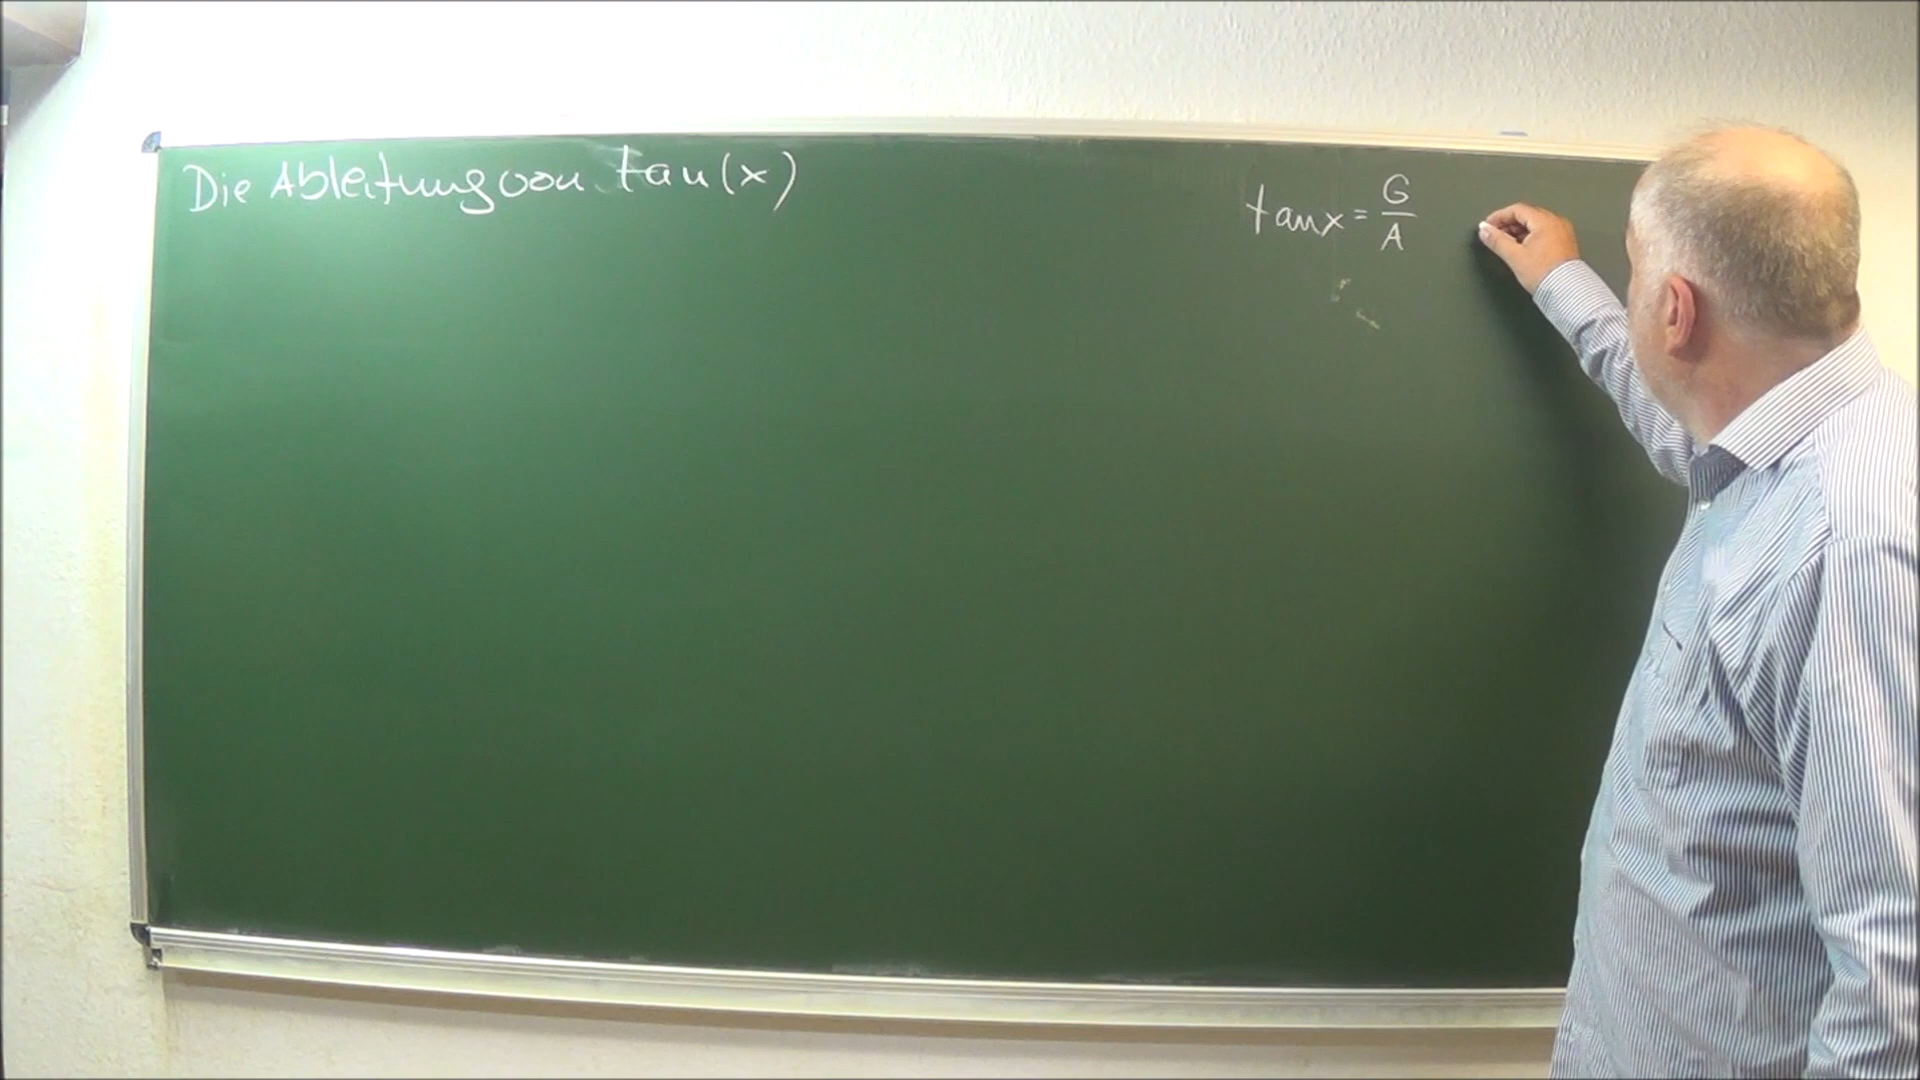 Die Ableitung von tan(x)
tan x = G/A